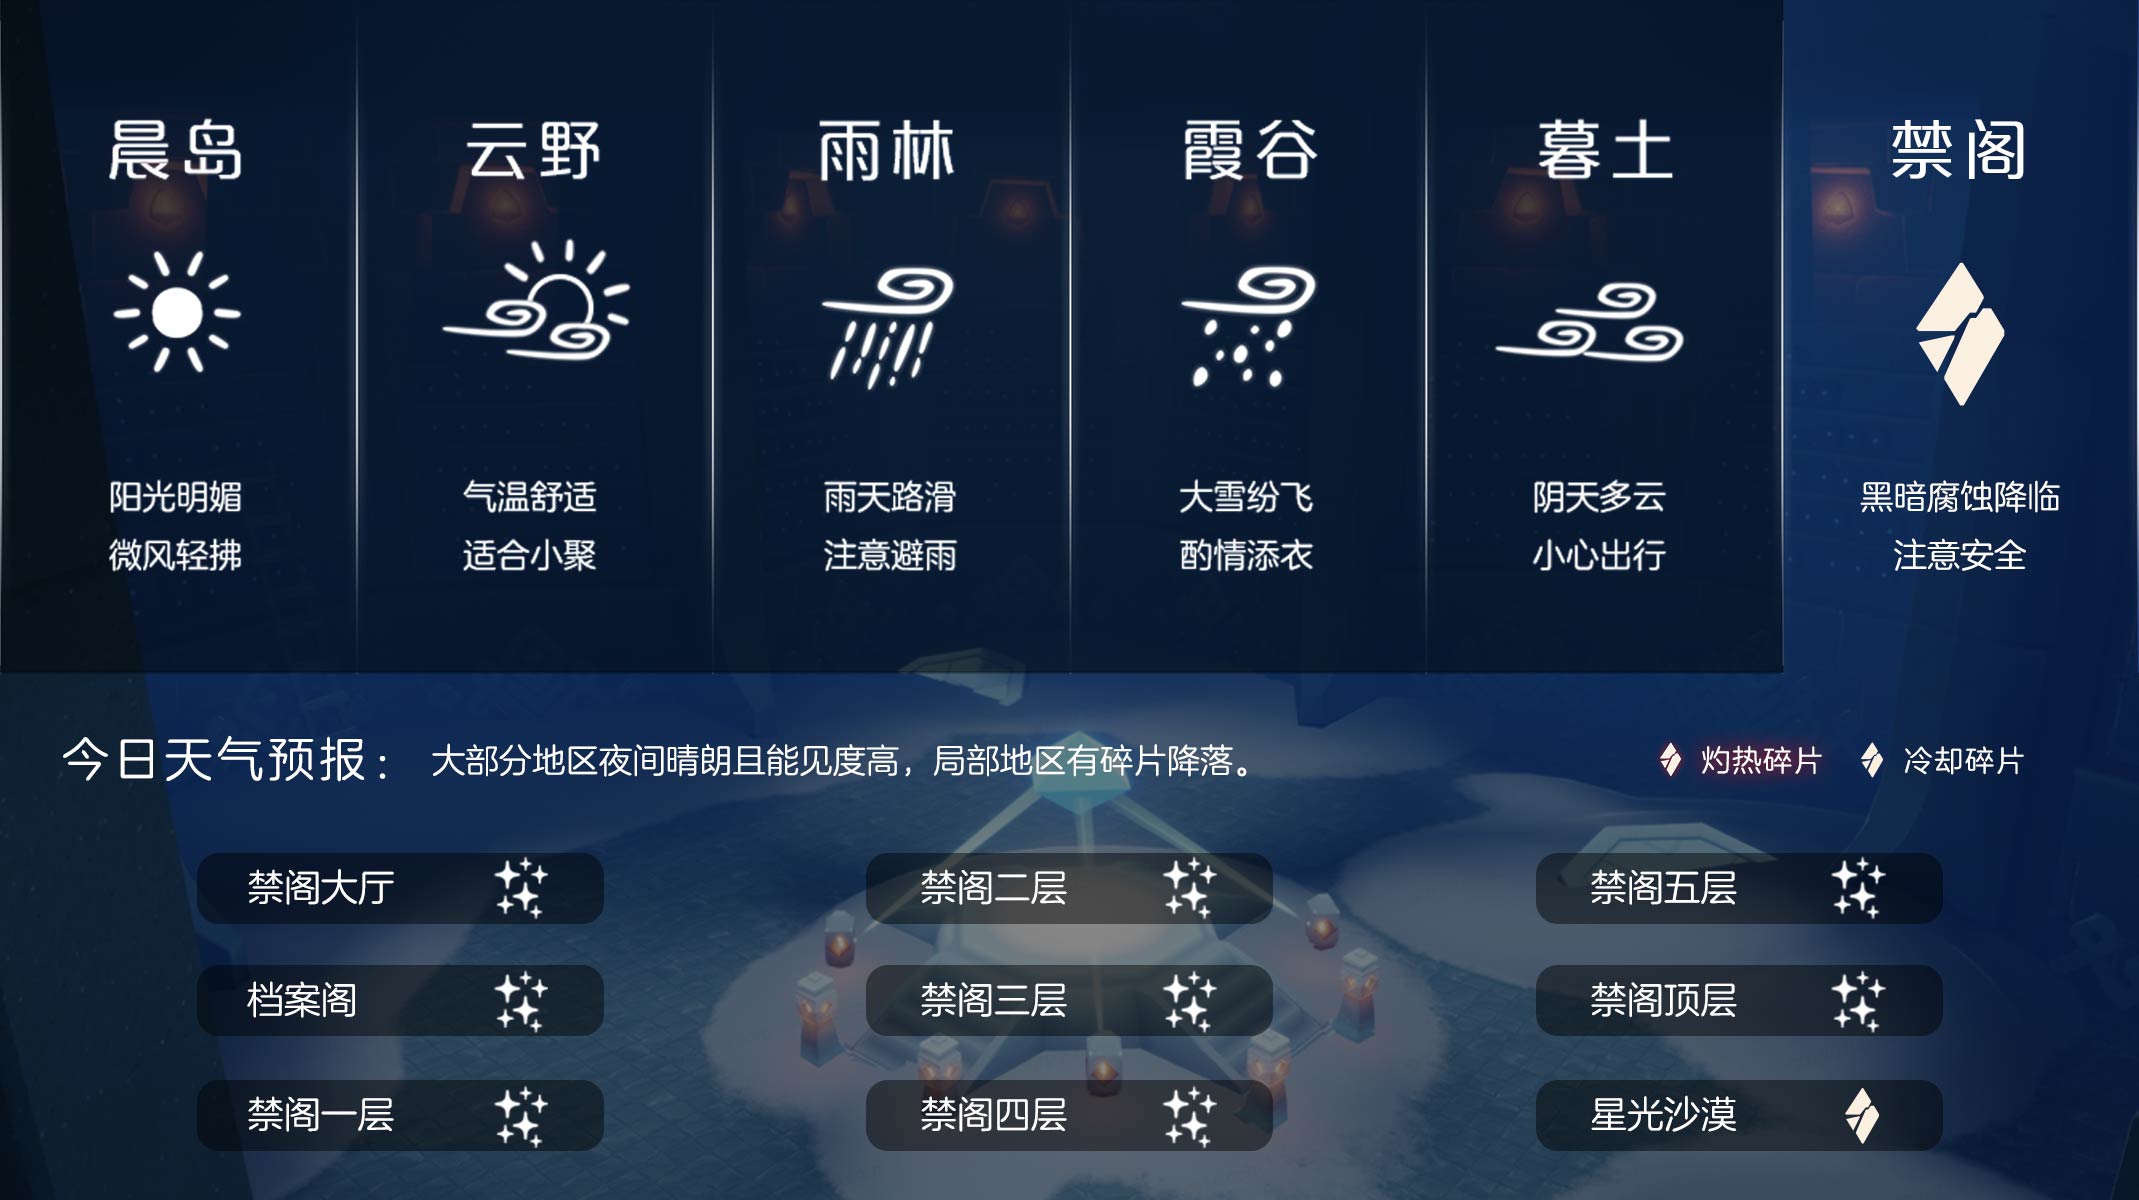 晨岛
云野
雨林
霞谷
暮土
禁阁
阳光明媚
微风轻拂
气温舒适
适合小聚
雨天路滑
注意避雨
大雪纷飞
酌情添衣
阴天多云
小心出行
黑暗腐蚀降临
注意安全
今日天气预报： 大部分地区夜间晴朗且能见度高，局部地区有碎片降落。
灼热碎片 冷却碎片
禁阁大厅
禁阁二层
禁阁五层
档案阁
禁阁三层
禁阁顶层
禁阁一层
禁阁四层
星光沙漠